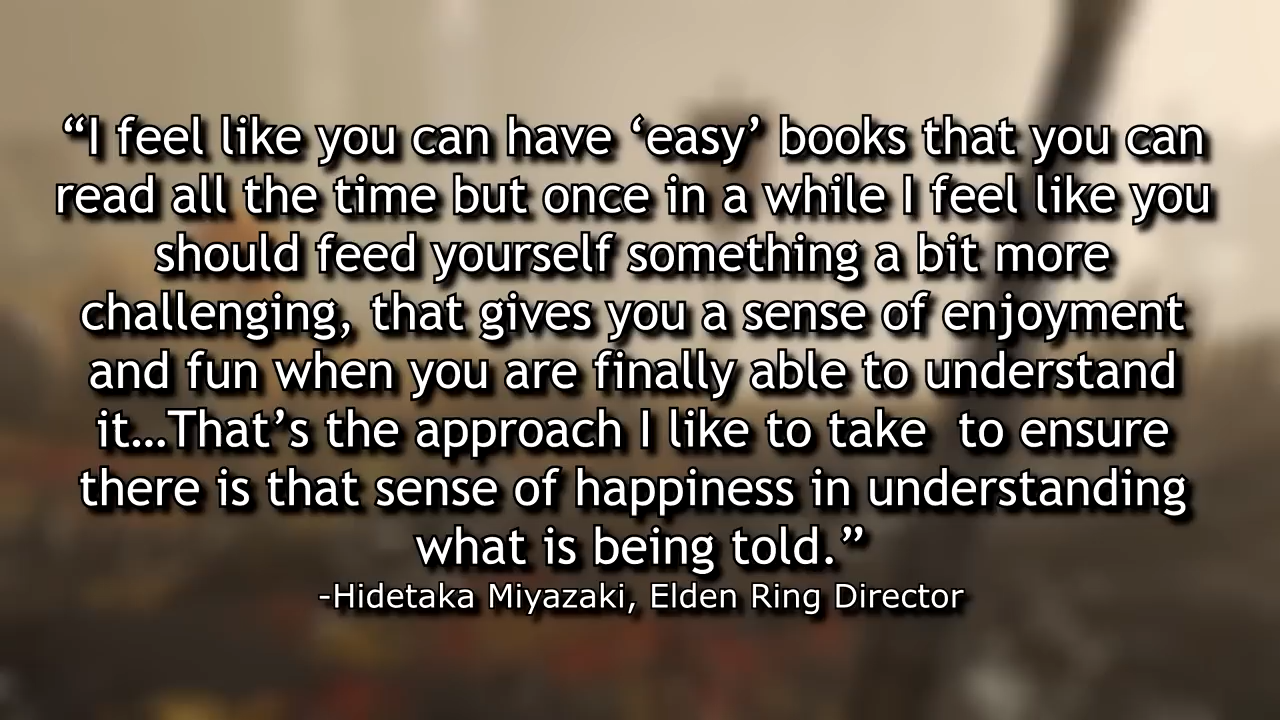 “I feel like you can have ‘easy’ books that you can
read all the time but once in a while I feel like you
should feed yourself something a bit more
challenging, that gives you a sense of enjoyment
and fun when you are finally able to understand
it…That’s the approach I like to take  to ensure
there is that sense of happiness in understanding
what is being told.”
-Hidetaka Miyazaki, Elden Ring Director